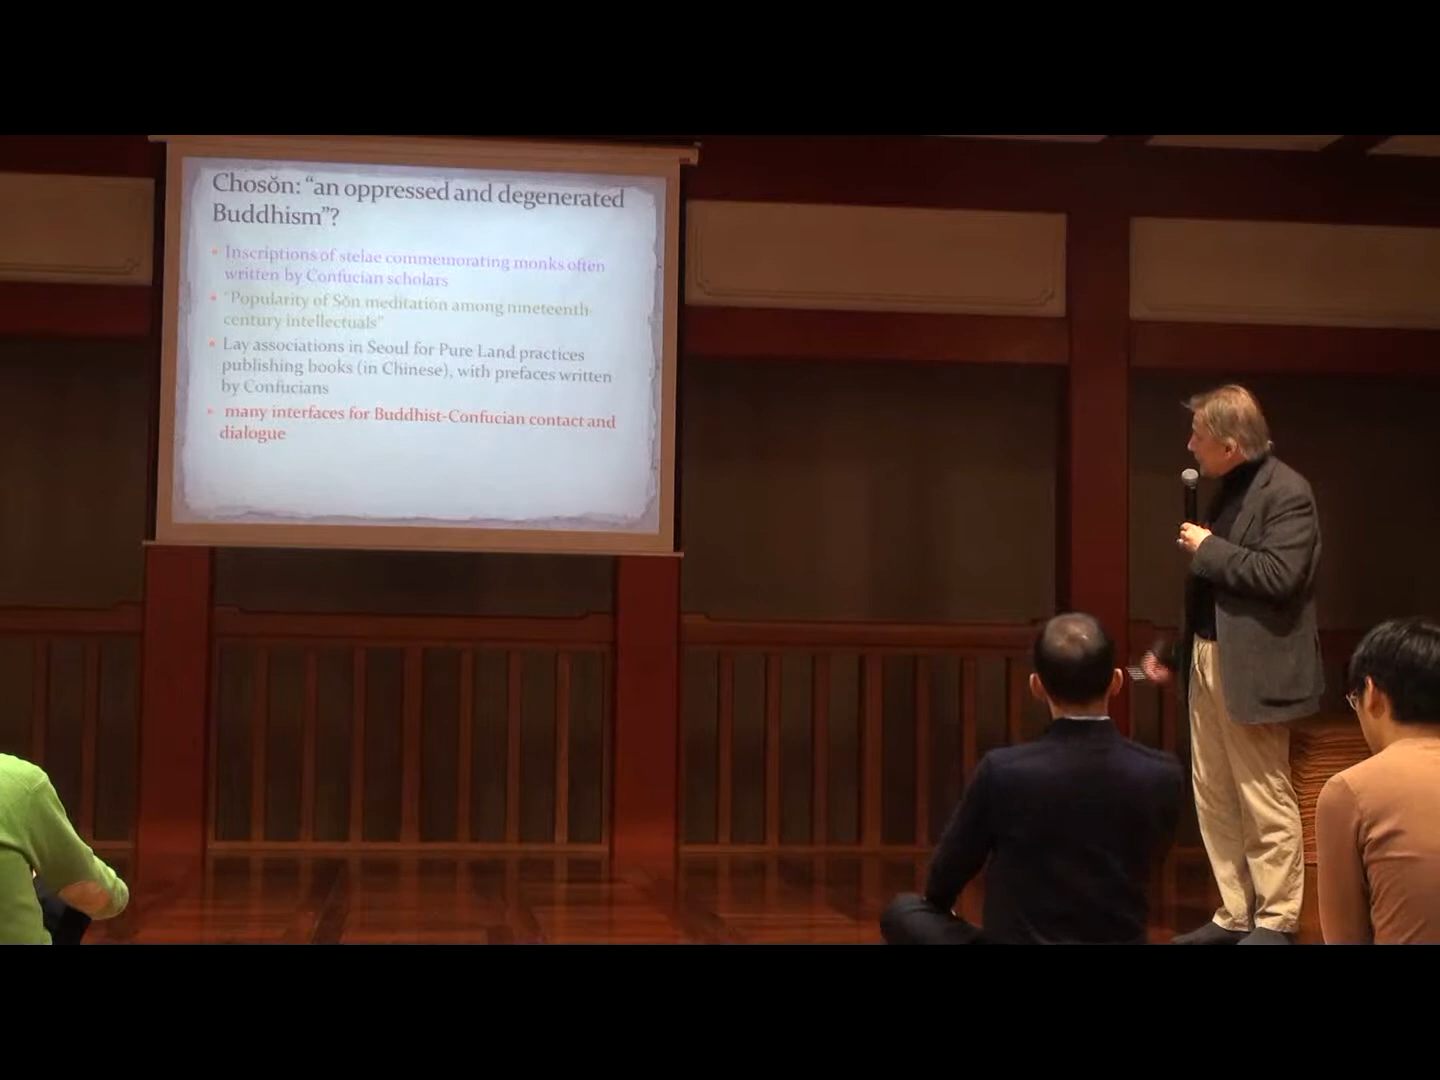 Chosŏn: “an oppressed and degenerated
Buddhism”?
• Inscriptions of stelae commemorating monks often
written by Confucian scholars
• “Popularity of Sŏn meditation among nineteenth
century intellectuals”
• Lay associations in Seoul for Pure Land practices
publishing books (in Chinese), with prefaces written
by Confucians
• many interfaces for Buddhist-Confucian contact and
dialogue